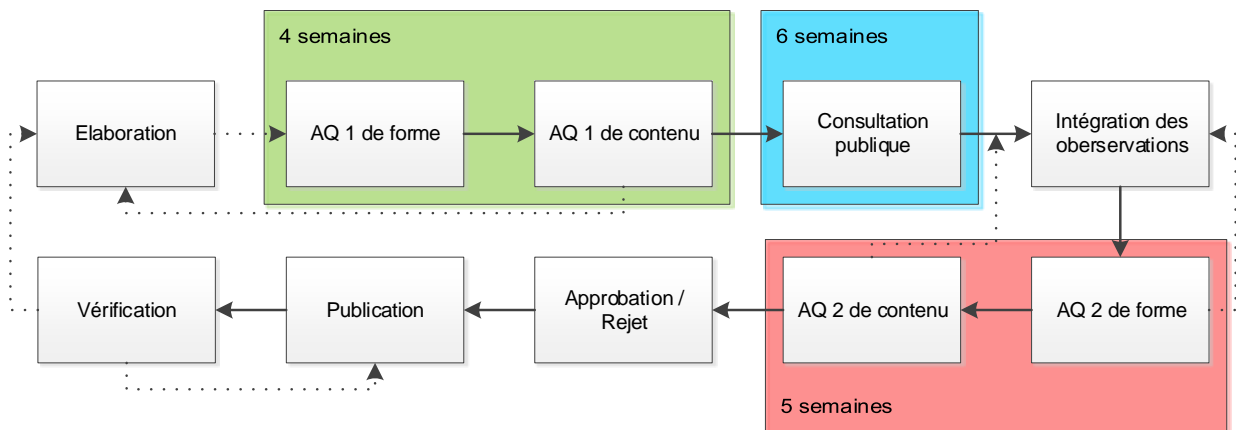 4 semaines
6 semaines
Elaboration
AQ 1 de forme
AQ 1 de contenu
Consultation
publique
Intégration des
oberservations
Vérification
Publication
Approbation /
Rejet
AQ 2 de contenu
AQ 2 de forme
5 semaines